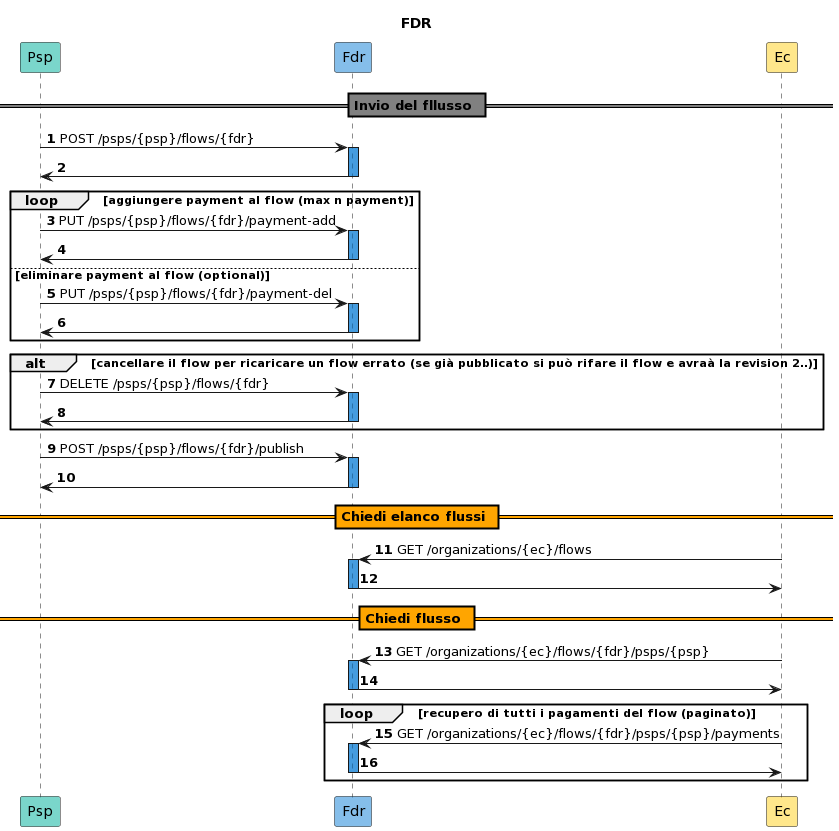 FDR
Psp Fdr Ec
Invio del fllusso
1 POST /psps/{psp}/flows/{fdr}
2
loop [aggiungere payment al flow (max n payment)]
3 PUT /psps/{psp}/flows/{fdr}/payment-add
4
[eliminare payment al flow (optional)]
5 PUT /psps/{psp}/flows/{fdr}/payment-del
6
alt [cancellare il flow per ricaricare un flow errato (se già pubblicato si può rifare il flow e avraà la revision 2..)]
7 DELETE /psps/{psp}/flows/{fdr}
8
9 POST /psps/{psp}/flows/{fdr}/publish
10
Chiedi elanco flussi
11 GET /organizations/{ec}/flows
12
Chiedi flusso
13 GET /organizations/{ec}/flows/{fdr}/psps/{psp}
14
loop [recupero di tutti i pagamenti del flow (paginato)]
15 GET /organizations/{ec}/flows/{fdr}/psps/{psp}/payments
16
Psp Fdr Ec